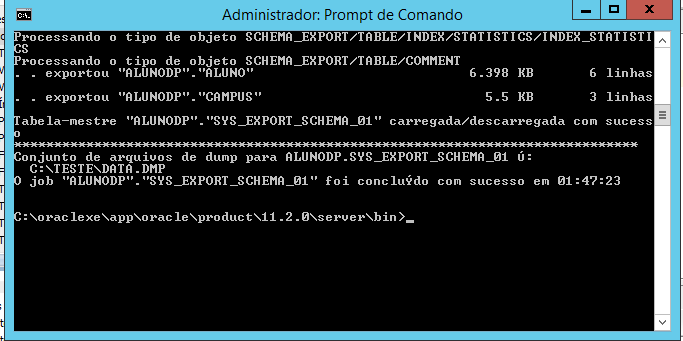 Administrador: Prompt de Comando
Processando o tipo de objeto SCHEMA_EXPORT/TABLE/INDEX/STATISTICS/INDEX_STATISTI
CS
Processando o tipo de objeto SCHEMA_EXPORT/TABLE/COMMENT
. . exportou "ALUNODP"."ALUNO" 6.398 KB 6 linhas
. . exportou "ALUNODP"."CAMPUS" 5.5 KB 3 linhas
Tabela-mestre "ALUNODP"."SYS_EXPORT_SCHEMA_01" carregada/descarregada com sucess
o
******************************************************************************
Conjunto de arquivos de dump para ALUNODP.SYS_EXPORT_SCHEMA_01 ú:
C:\TESTE\DATA.DMP
O job "ALUNODP"."SYS_EXPORT_SCHEMA_01" foi concluýdo com sucesso em 01:47:23
C:\oraclexe\app\oracle\product\11.2.0\server\bin>_